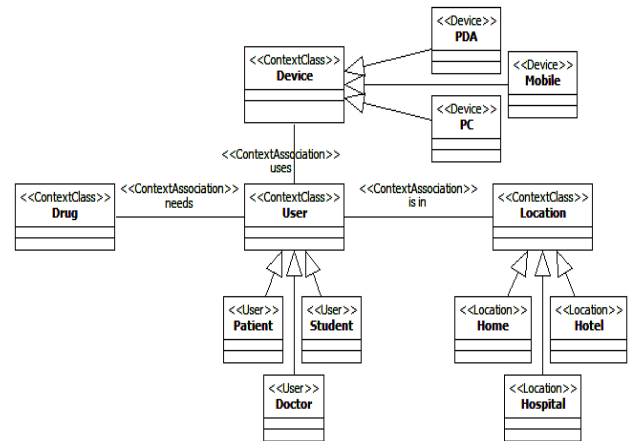 <<Device>>
PDA
<<ContextClass>>
Device
<<Device>>
Mobile
<<Device>>
PC
<<ContextAssociation>>
uses
<<ContextClass>>
Drug
<<ContextAssociation>>
needs
<<ContextClass>>
User
<<ContextAssociation>>
is in
<<ContextClass>>
Location
<<User>>
Patient
<<User>>
Student
<<Location>>
Home
<<Location>>
Hotel
<<User>>
Doctor
<<Location>>
Hospital